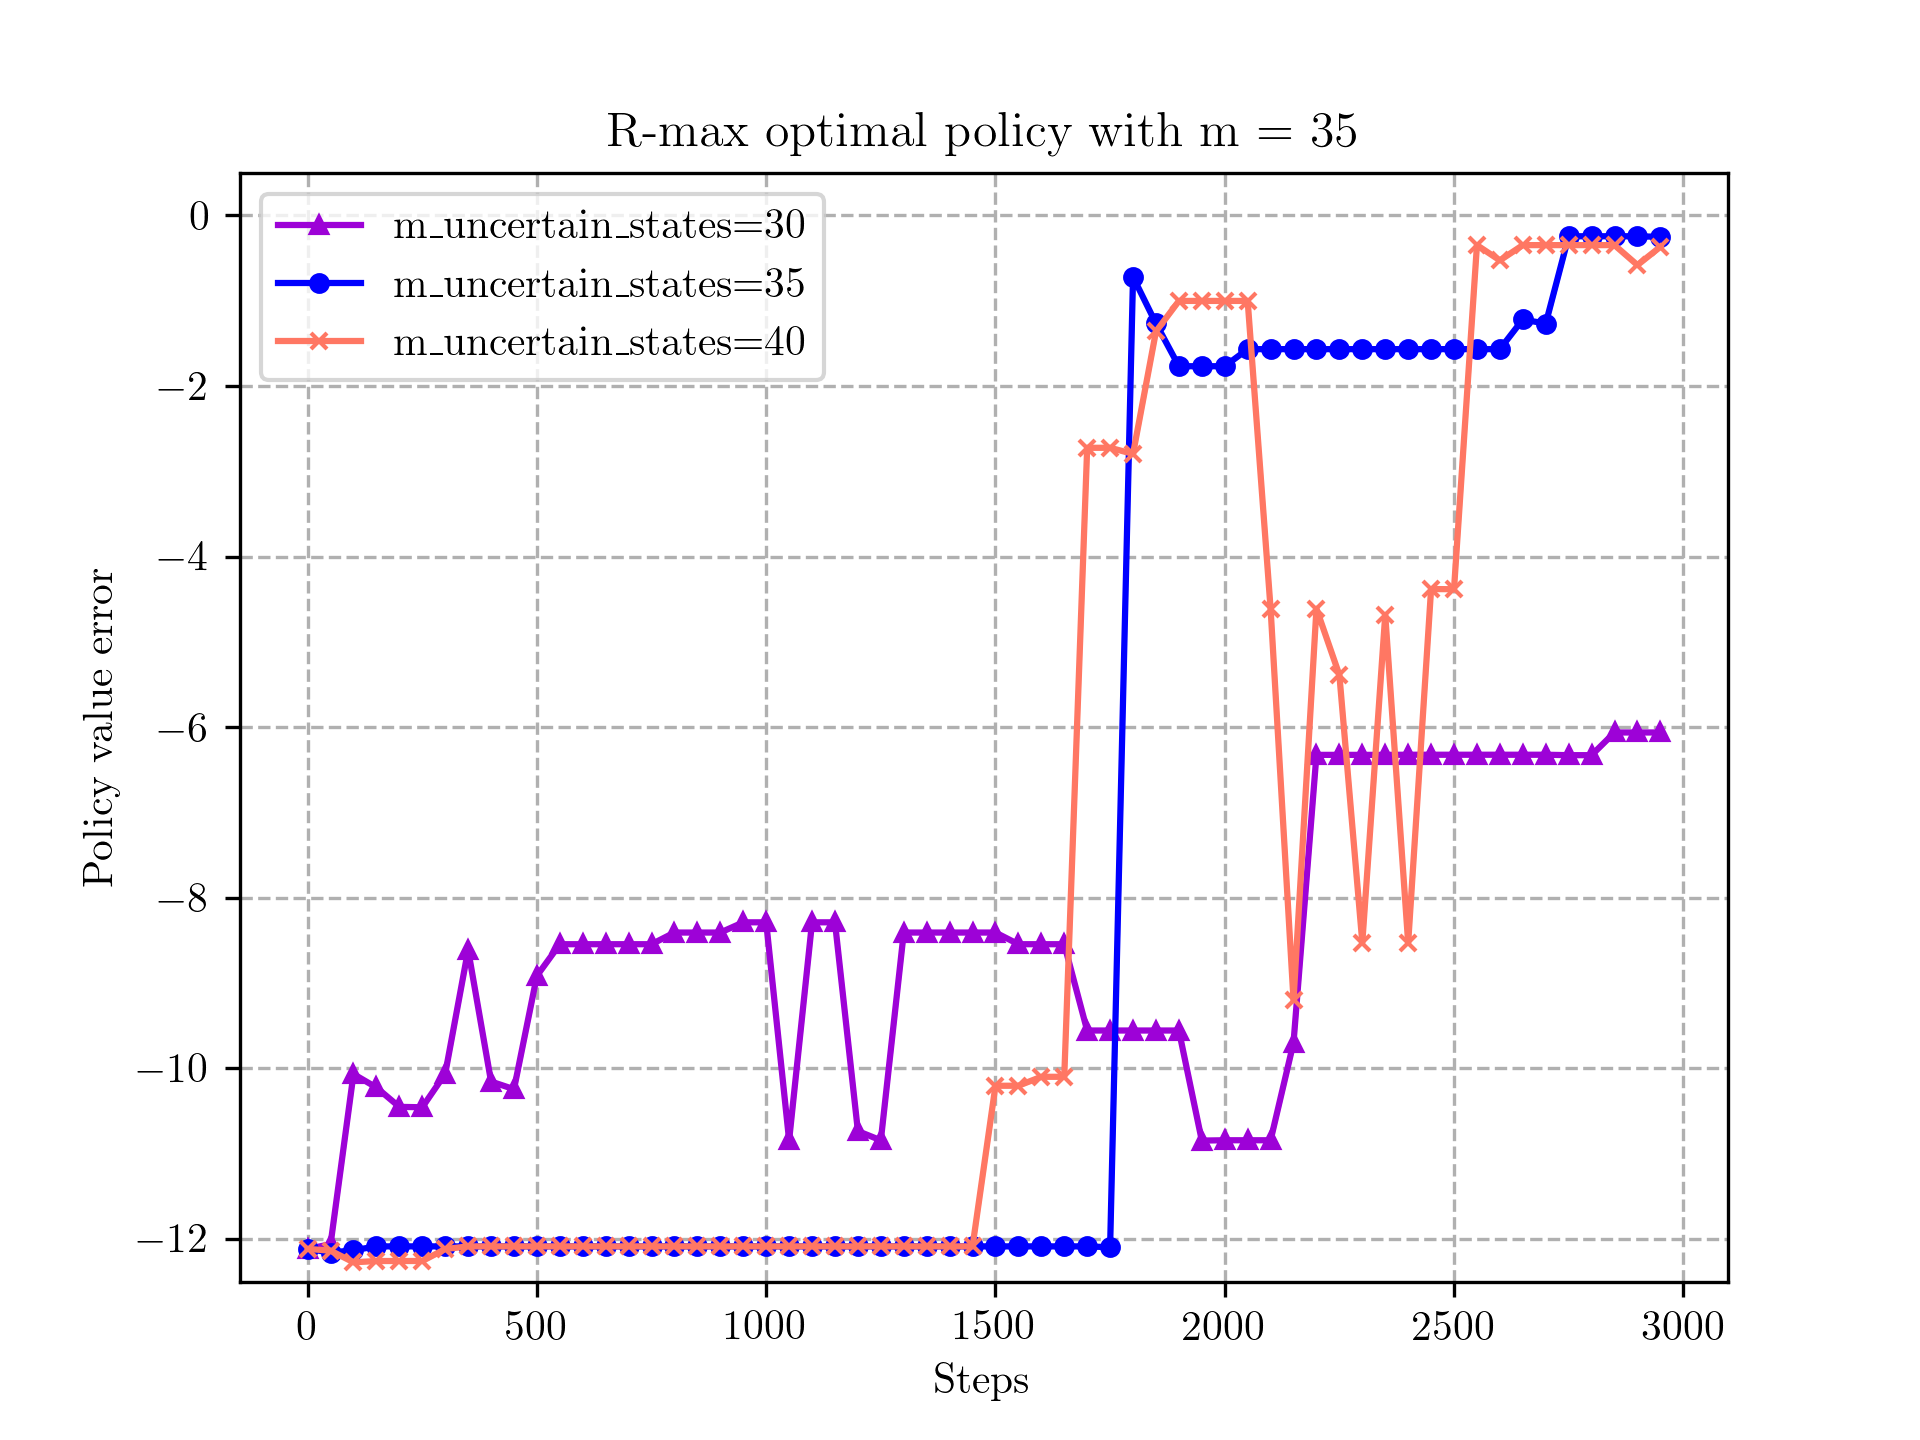 R-max optimal policy with m = 35
m_uncertain_states=30
m_uncertain_states=35
m_uncertain_states=40
0
−2
−4
−6
−8
−10
−12
Policy value error
0 500 1000 1500 2000 2500 3000
Steps